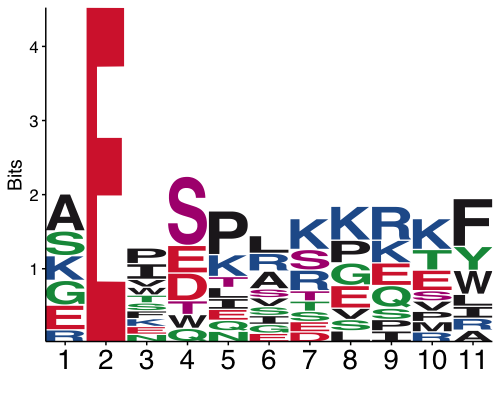 Bits
4
3
2
1
A S K G E R
E
P I V W T S F K E N
S E D T W Q
P K T L I E Q N
L R A S V S I G E
K S R T T S E D
K P G E V S L
R K E Q S P I
K T E S V P M R
F Y W L I R A
1 2 3 4 5 6 7 8 9 10 11